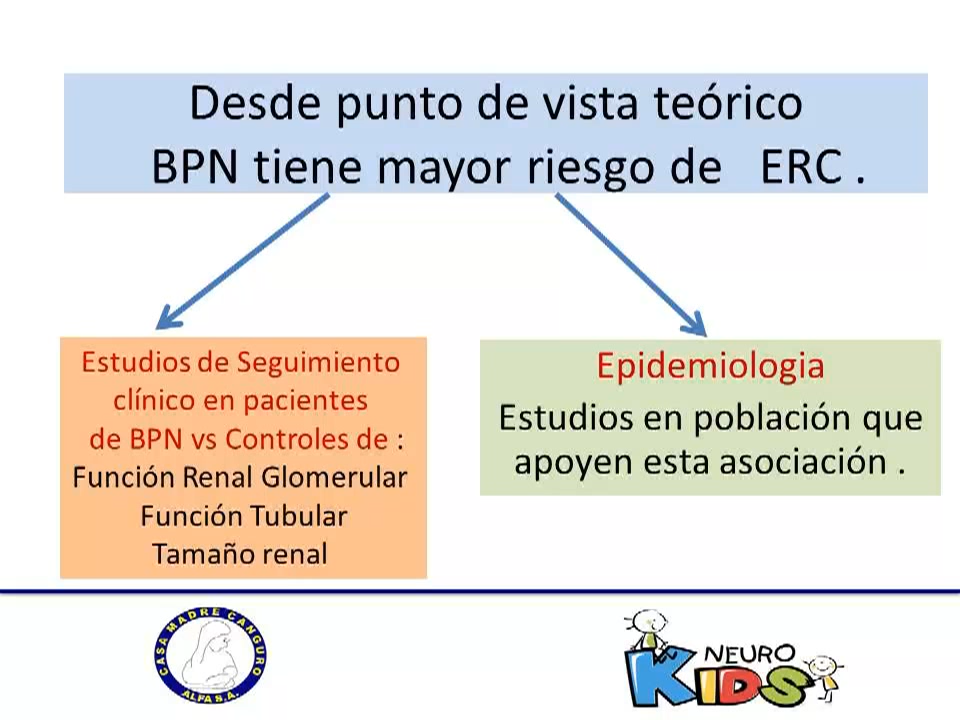 Desde punto de vista teórico
BPN tiene mayor riesgo de ERC .
Estudios de Seguimiento
clínico en pacientes
de BPN vs Controles de :
Función Renal Glomerular
Función Tubular
Tamaño renal
Epidemiologia
Estudios en población que
apoyen esta asociación .
CASA MADRE CANGURO
ALFA S.A.
NEURO
KIDS